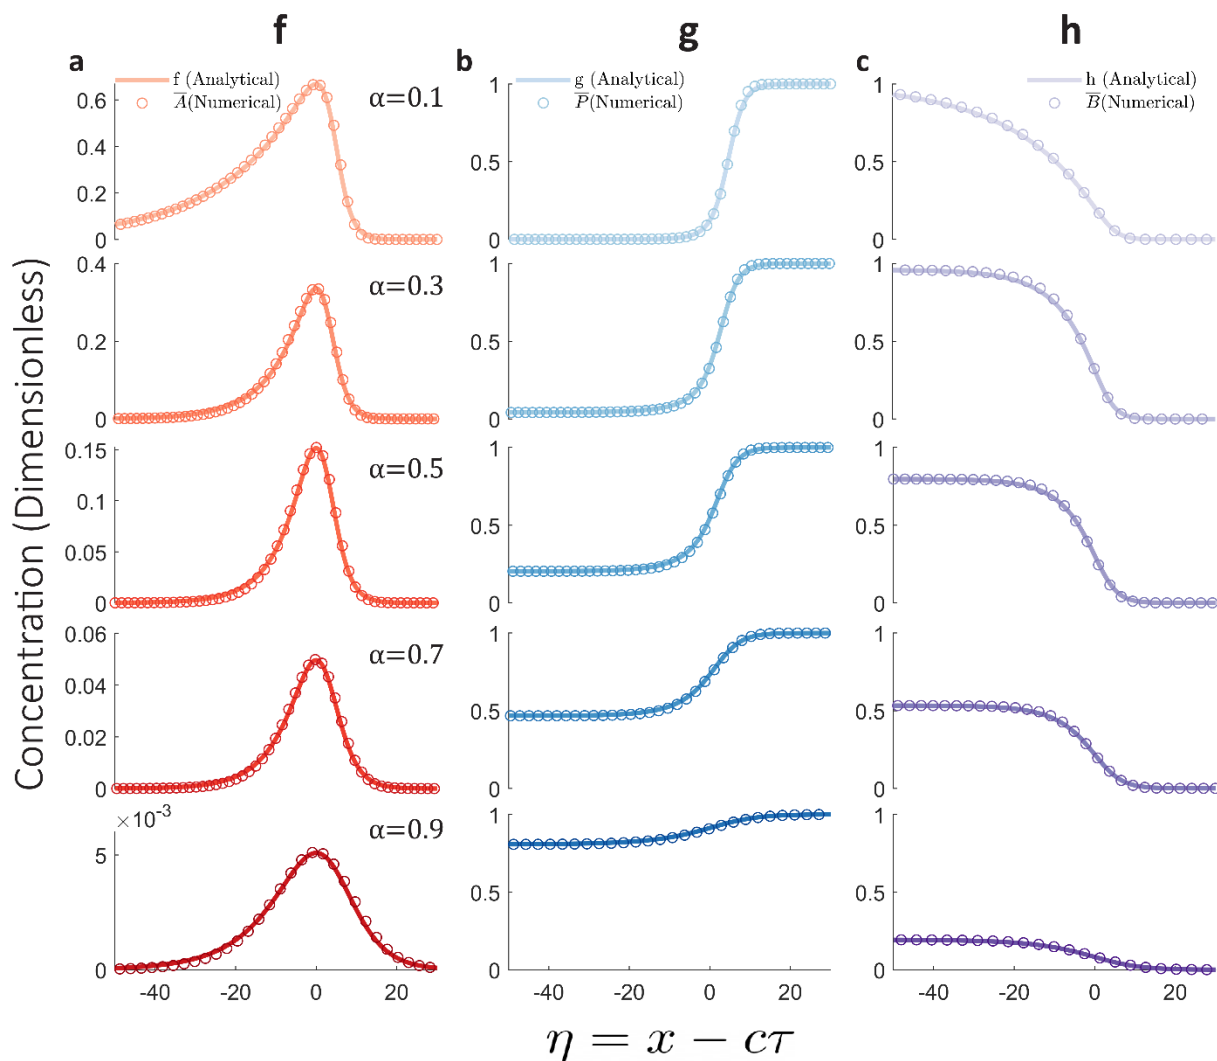 f g h
a b c
f (Analytical)
A̅(Numerical)
g (Analytical)
P̅(Numerical)
h (Analytical)
B̅(Numerical)
α=0.1
0.6
0.4
0.2
0
1
0.5
0
1
0.5
0
α=0.3
0.4
0.2
0
1
0.5
0
1
0.5
0
α=0.5
0.15
0.1
0.05
0
1
0.5
0
1
0.5
0
α=0.7
0.06
0.04
0.02
0
1
0.5
0
1
0.5
0
×10⁻³
α=0.9
5
0
1
0.5
0
1
0.5
0
-40 -20 0 20
-40 -20 0 20
-40 -20 0 20
Concentration (Dimensionless)
η = x − cτ